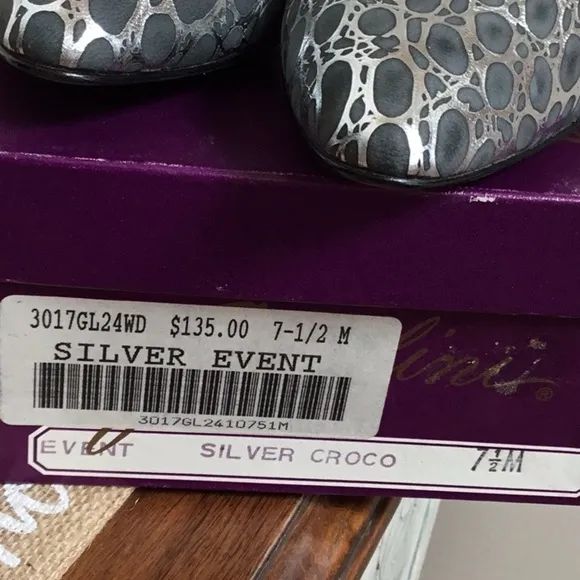 3017GL24WD $135.00 7-1/2 M
SILVER EVENT
3017GL2410751M
EVENT SILVER CROCO 7½M